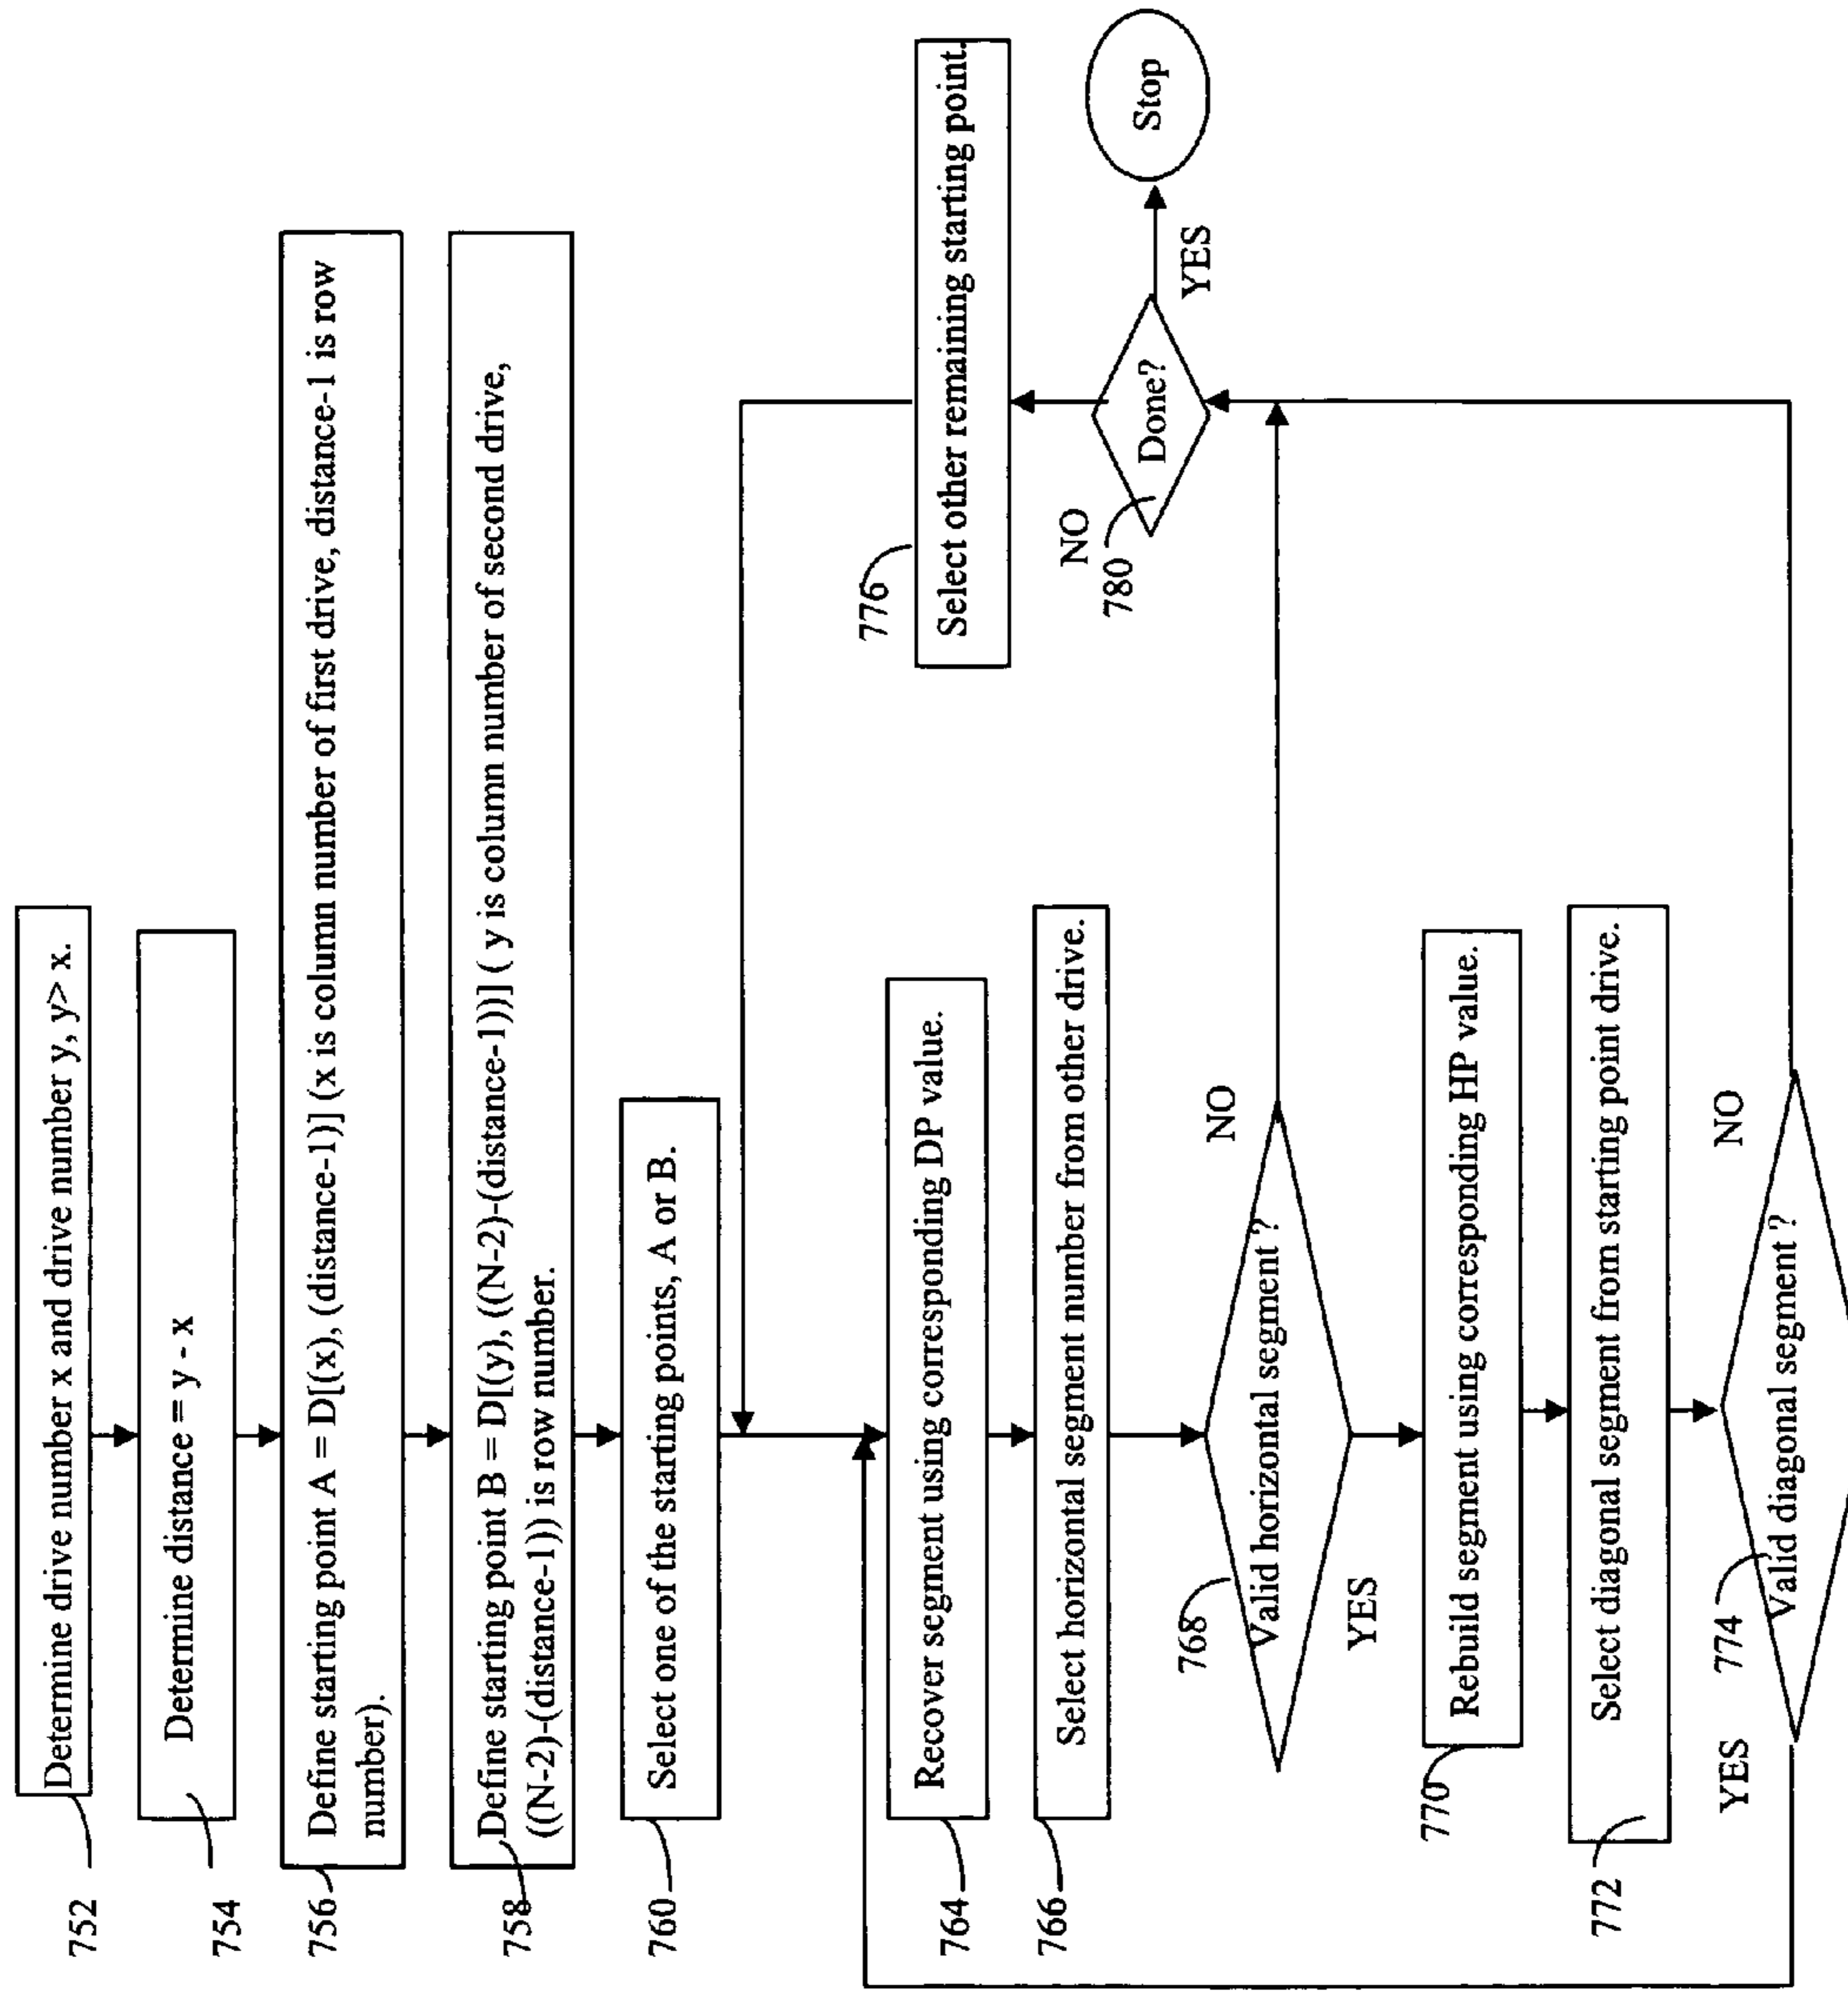 752
Determine drive number x and drive number y, y> x.
754
Determine distance = y - x
756
Define starting point A = D[(x), (distance-1)] (x is column number of first drive, distance-1 is row
number).
758
Define starting point B = D[(y), ((N-2)-(distance-1))] ( y is column number of second drive,
((N-2)-(distance-1)) is row number.
760
Select one of the starting points, A or B.
764
Recover segment using corresponding DP value.
766
Select horizontal segment number from other drive.
768
Valid horizontal segment ?
NO
YES
770
Rebuild segment using corresponding HP value.
772
Select diagonal segment from starting point drive.
774
Valid diagonal segment ?
YES
NO
776
Select other remaining starting point.
NO
780
Done?
YES
Stop